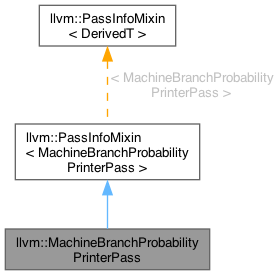 llvm::PassInfoMixin
< DerivedT >
< MachineBranchProbability
PrinterPass >
llvm::PassInfoMixin
< MachineBranchProbability
PrinterPass >
llvm::MachineBranchProbability
PrinterPass